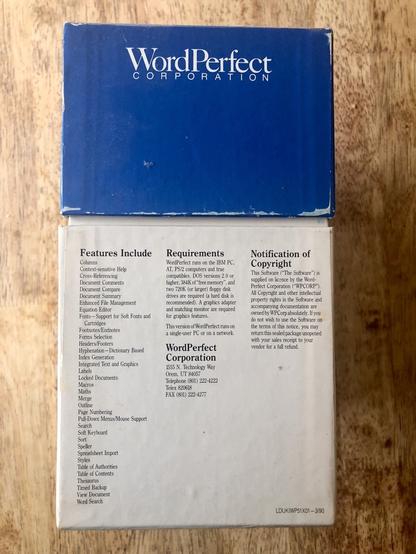 WordPerfect
CORPORATION
Features Include
Columns
Context-sensitive Help
Cross-Referencing
Document Comments
Document Compare
Document Summary
Enhanced File Management
Equation Editor
Fonts—Support for Soft Fonts and
Cartridges
Footnotes/Endnotes
Forms Selection
Headers/Footers
Hyphenation—Dictionary Based
Index Generation
Integrated Text and Graphics
Labels
Locked Documents
Macros
Maths
Merge
Outline
Page Numbering
Pull-Down Menus/Mouse Support
Search
Soft Keyboard
Sort
Speller
Spreadsheet Import
Styles
Table of Authorities
Table of Contents
Thesaurus
Timed Backup
View Document
Word Search
Requirements
WordPerfect runs on the IBM PC,
AT, PS/2 computers and true
compatibles. DOS versions 2.0 or
higher, 384K of "free memory", and
two 720K (or larger) floppy disk
drives are required (a hard disk is
recommended). A graphics adapter
and matching monitor are required
for graphics features.
This version of WordPerfect runs on
a single-user PC or on a network.
WordPerfect
Corporation
1555 N. Technology Way
Orem, UT 84057
Telephone (801) 222-4222
Telex 820618
FAX (801) 222-4277
Notification of
Copyright
This Software ("The Software") is
supplied on licence by the Word-
Perfect Corporation ("WPCORP").
All Copyright and other intellectual
property rights in the Software and
accompanying documentation are
owned by WPCorp absolutely. If you
do not wish to use the Software on
the terms of this notice, you may
return this sealed package unopened
with your sales receipt to your
vendor for a full refund.